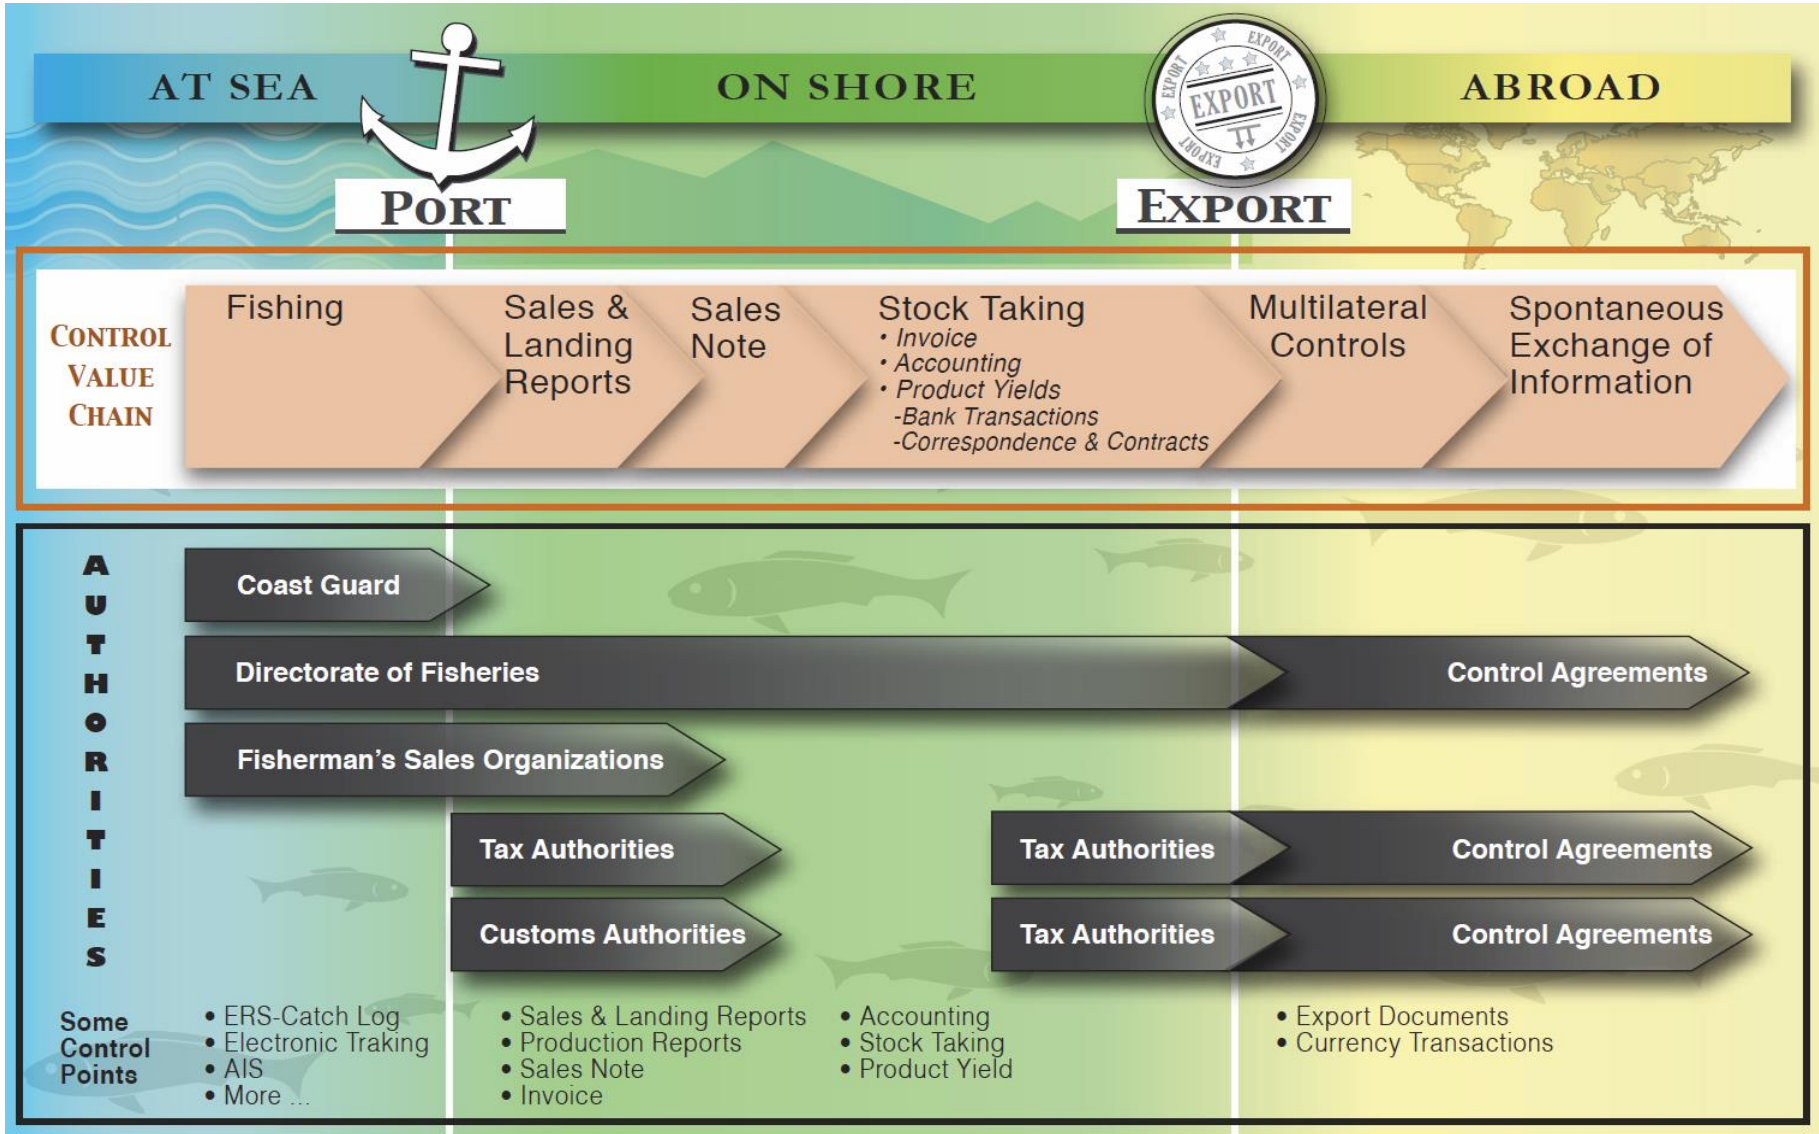 AT SEA
ON SHORE
ABROAD
EXPORT
EXPORT
EXPORT
EXPORT
EXPORT
EXPORT
PORT
EXPORT
CONTROL
VALUE
CHAIN
Fishing
Sales &
Landing
Reports
Sales
Note
Stock Taking
• Invoice
• Accounting
• Product Yields
-Bank Transactions
-Correspondence & Contracts
Multilateral
Controls
Spontaneous
Exchange of
Information
AUTHORITIES
Coast Guard
Directorate of Fisheries
Control Agreements
Fisherman's Sales Organizations
Tax Authorities
Tax Authorities
Control Agreements
Customs Authorities
Tax Authorities
Control Agreements
Some
Control
Points
• ERS-Catch Log
• Electronic Traking
• AIS
• More ...
• Sales & Landing Reports
• Production Reports
• Sales Note
• Invoice
• Accounting
• Stock Taking
• Product Yield
• Export Documents
• Currency Transactions